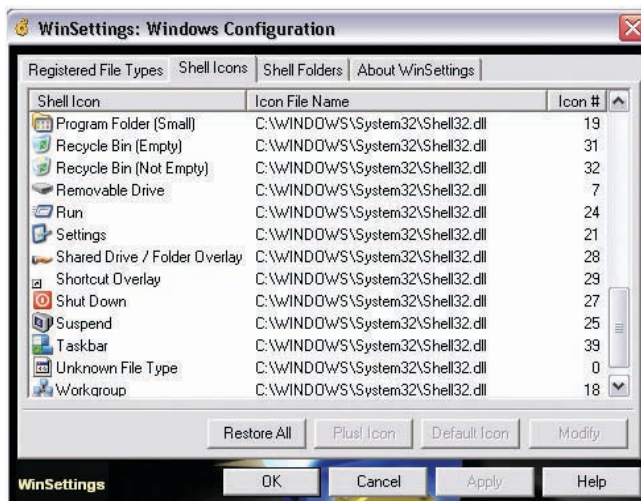 WinSettings: Windows Configuration
Registered File Types Shell Icons Shell Folders About WinSettings
Shell Icon Icon File Name Icon #
Program Folder (Small) C:\WINDOWS\System32\Shell32.dll 19
Recycle Bin (Empty) C:\WINDOWS\System32\Shell32.dll 31
Recycle Bin (Not Empty) C:\WINDOWS\System32\Shell32.dll 32
Removable Drive C:\WINDOWS\System32\Shell32.dll 7
Run C:\WINDOWS\System32\Shell32.dll 24
Settings C:\WINDOWS\System32\Shell32.dll 21
Shared Drive / Folder Overlay C:\WINDOWS\System32\Shell32.dll 28
Shortcut Overlay C:\WINDOWS\System32\Shell32.dll 29
Shut Down C:\WINDOWS\System32\Shell32.dll 27
Suspend C:\WINDOWS\System32\Shell32.dll 25
Taskbar C:\WINDOWS\System32\Shell32.dll 39
Unknown File Type C:\WINDOWS\System32\Shell32.dll 0
Workgroup C:\WINDOWS\System32\Shell32.dll 18
Restore All Plus! Icon Default Icon Modify
WinSettings OK Cancel Apply Help